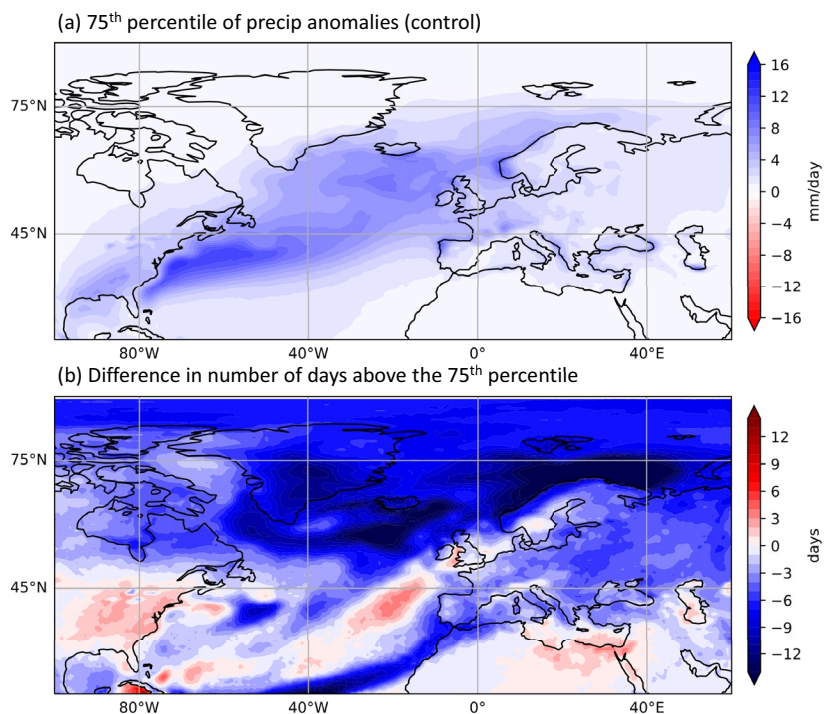 (a) 75th percentile of precip anomalies (control)
75°N
45°N
80°W 40°W 0° 40°E
16
12
8
4
0
−4
−8
−12
−16
mm/day
(b) Difference in number of days above the 75th percentile
75°N
45°N
80°W 40°W 0° 40°E
12
9
6
3
0
−3
−6
−9
−12
days